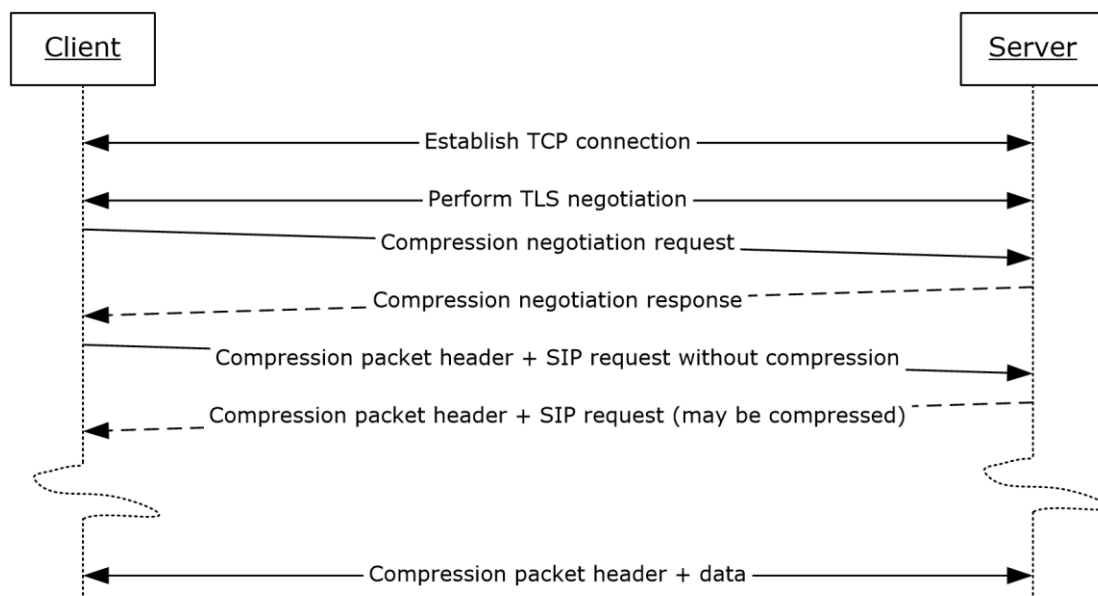 Client
Server
Establish TCP connection
Perform TLS negotiation
Compression negotiation request
Compression negotiation response
Compression packet header + SIP request without compression
Compression packet header + SIP request (may be compressed)
Compression packet header + data